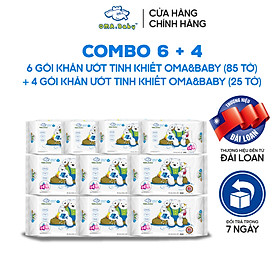 OMA&Baby
CỬA HÀNG
CHÍNH HÃNG
COMBO 6 + 4
6 GÓI KHĂN ƯỚT TINH KHIẾT OMA&BABY (85 TỜ)
+ 4 GÓI KHĂN ƯỚT TINH KHIẾT OMA&BABY (25 TỜ)
THƯƠNG HIỆU
ĐÀI LOAN
THƯƠNG HIỆU ĐẾN TỪ
ĐÀI LOAN
ĐỔI TRẢ TRONG
7 NGÀY